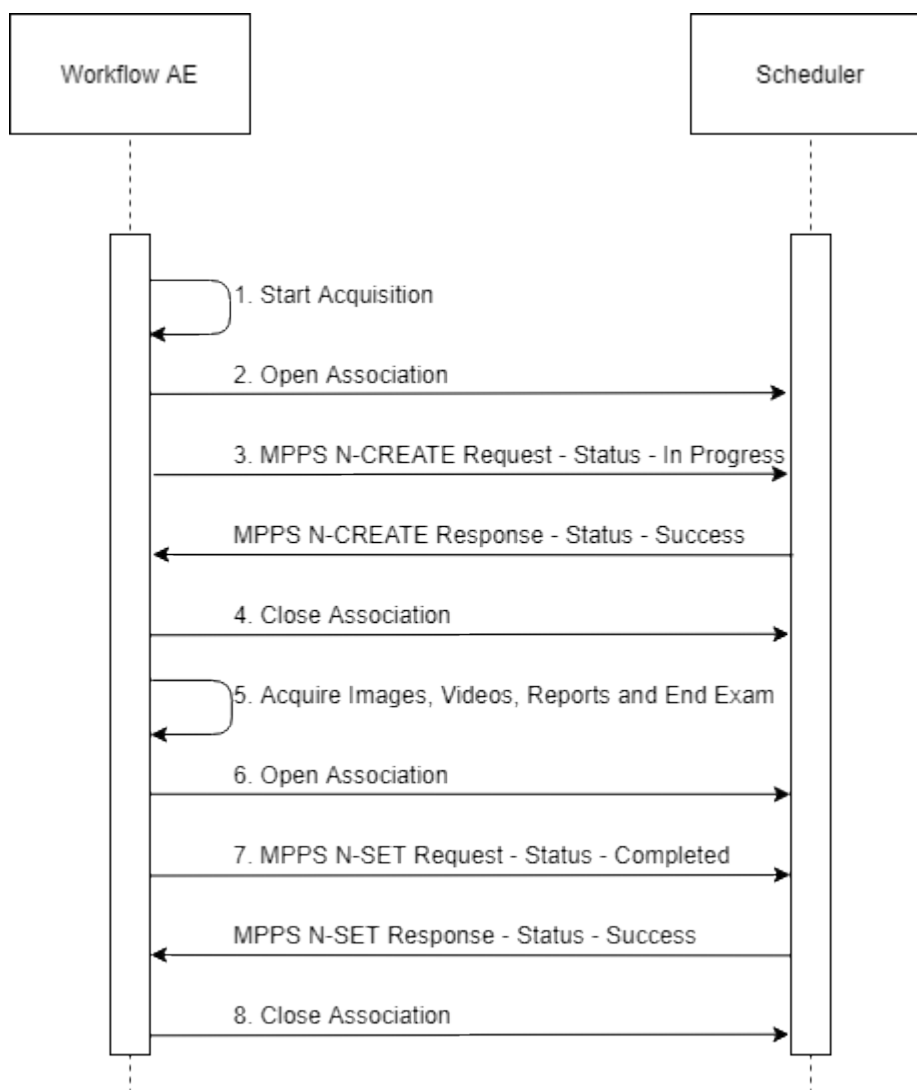 Workflow AE
Scheduler
1. Start Acquisition
2. Open Association
3. MPPS N-CREATE Request - Status - In Progress
MPPS N-CREATE Response - Status - Success
4. Close Association
5. Acquire Images, Videos, Reports and End Exam
6. Open Association
7. MPPS N-SET Request - Status - Completed
MPPS N-SET Response - Status - Success
8. Close Association